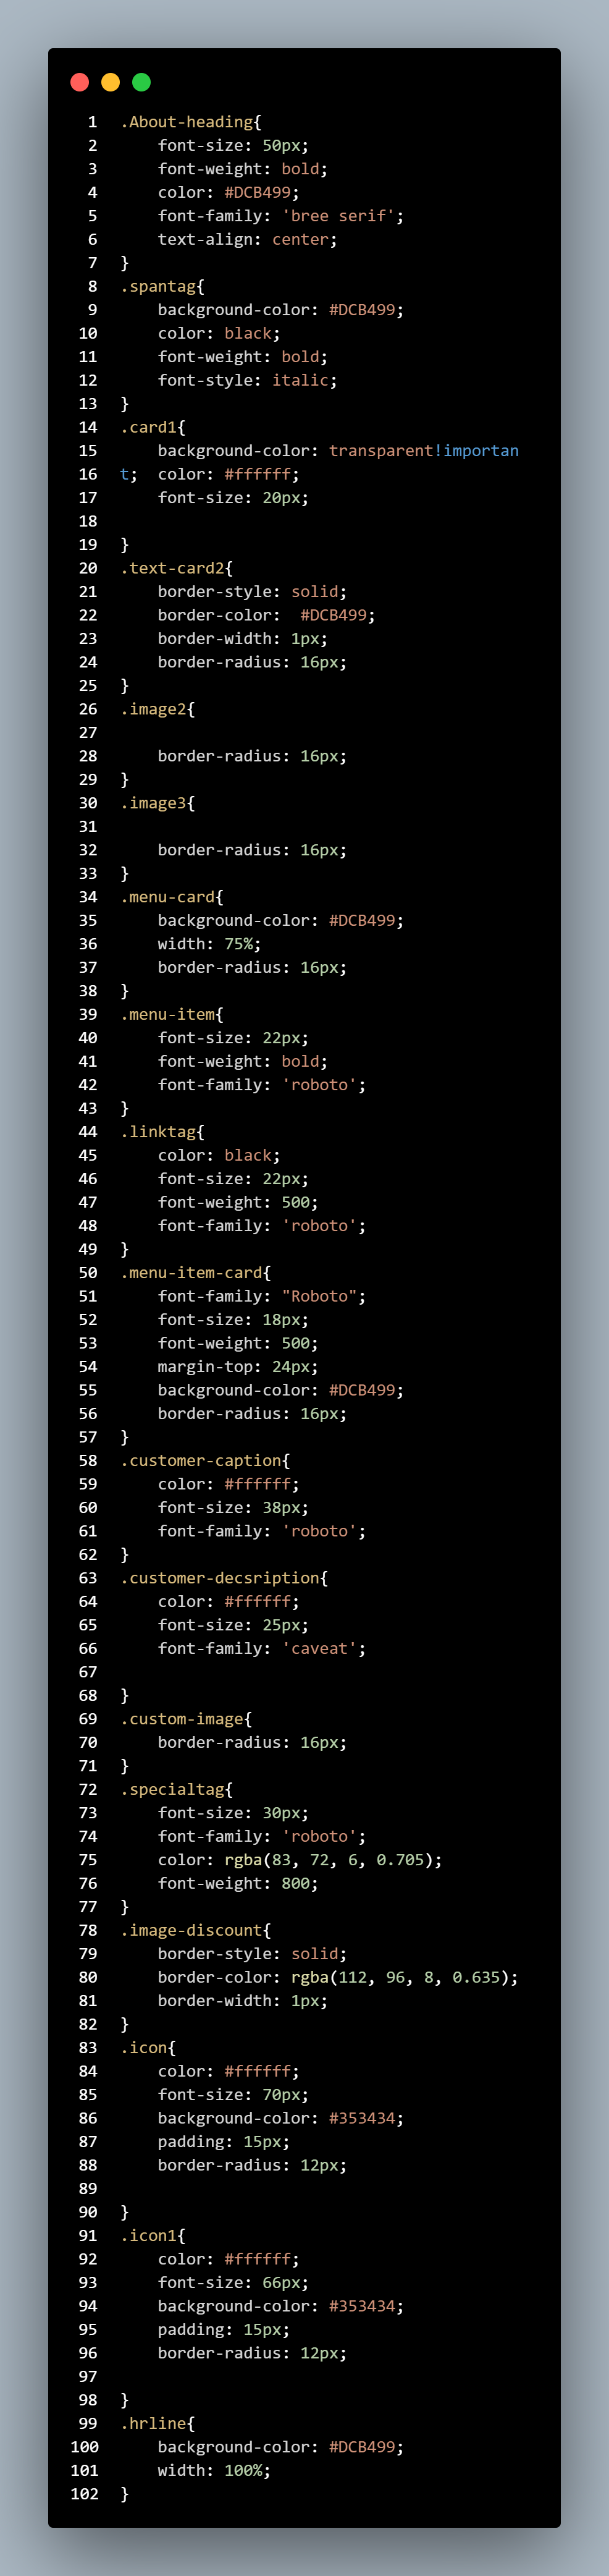 1 .About-heading{
2     font-size: 50px;
3     font-weight: bold;
4     color: #DCB499;
5     font-family: 'bree serif';
6     text-align: center;
7 }
8 .spantag{
9     background-color: #DCB499;
10     color: black;
11     font-weight: bold;
12     font-style: italic;
13 }
14 .card1{
15     background-color: transparent!importan
16 t;  color: #ffffff;
17     font-size: 20px;
18
19 }
20 .text-card2{
21     border-style: solid;
22     border-color:  #DCB499;
23     border-width: 1px;
24     border-radius: 16px;
25 }
26 .image2{
27
28     border-radius: 16px;
29 }
30 .image3{
31
32     border-radius: 16px;
33 }
34 .menu-card{
35     background-color: #DCB499;
36     width: 75%;
37     border-radius: 16px;
38 }
39 .menu-item{
40     font-size: 22px;
41     font-weight: bold;
42     font-family: 'roboto';
43 }
44 .linktag{
45     color: black;
46     font-size: 22px;
47     font-weight: 500;
48     font-family: 'roboto';
49 }
50 .menu-item-card{
51     font-family: "Roboto";
52     font-size: 18px;
53     font-weight: 500;
54     margin-top: 24px;
55     background-color: #DCB499;
56     border-radius: 16px;
57 }
58 .customer-caption{
59     color: #ffffff;
60     font-size: 38px;
61     font-family: 'roboto';
62 }
63 .customer-decsription{
64     color: #ffffff;
65     font-size: 25px;
66     font-family: 'caveat';
67
68 }
69 .custom-image{
70     border-radius: 16px;
71 }
72 .specialtag{
73     font-size: 30px;
74     font-family: 'roboto';
75     color: rgba(83, 72, 6, 0.705);
76     font-weight: 800;
77 }
78 .image-discount{
79     border-style: solid;
80     border-color: rgba(112, 96, 8, 0.635);
81     border-width: 1px;
82 }
83 .icon{
84     color: #ffffff;
85     font-size: 70px;
86     background-color: #353434;
87     padding: 15px;
88     border-radius: 12px;
89
90 }
91 .icon1{
92     color: #ffffff;
93     font-size: 66px;
94     background-color: #353434;
95     padding: 15px;
96     border-radius: 12px;
97
98 }
99 .hrline{
100     background-color: #DCB499;
101     width: 100%;
102 }